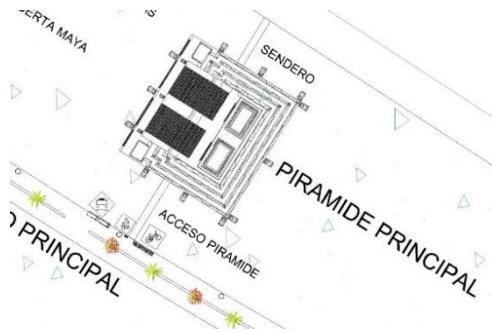 ERTA MAYA
SENDERO
PIRAMIDE PRINCIPAL
ACCESO PIRAMIDE
O PRINCIPAL